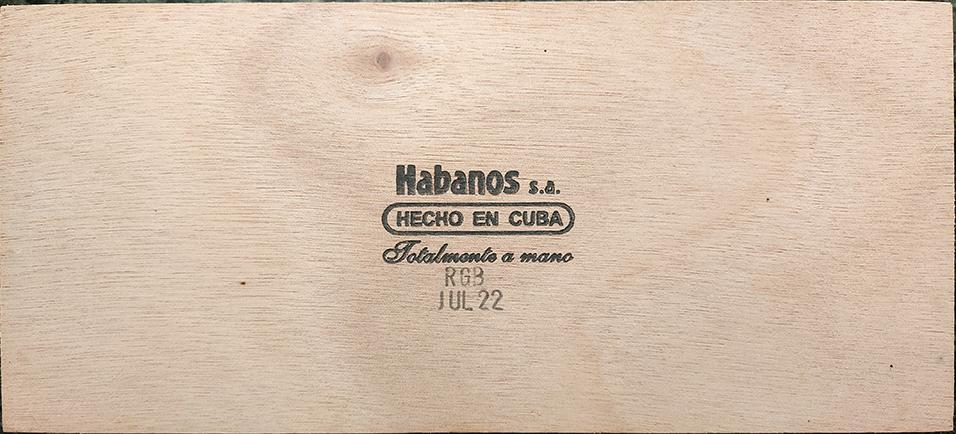 Habanos s.a.
HECHO EN CUBA
Totalmente a mano
RGB
JUL 22